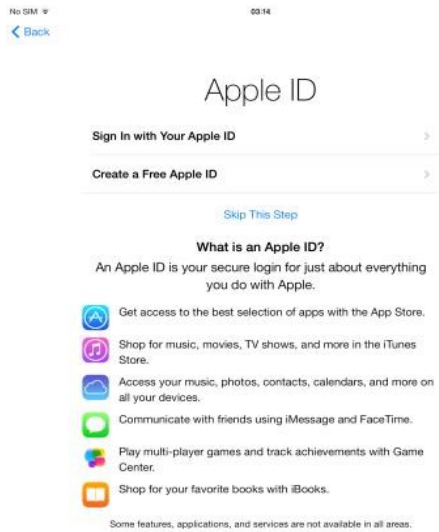 No SIM 03:14
Back
Apple ID
Sign In with Your Apple ID
Create a Free Apple ID
Skip This Step
What is an Apple ID?
An Apple ID is your secure login for just about everything
you do with Apple.
Get access to the best selection of apps with the App Store.
Shop for music, movies, TV shows, and more in the iTunes
Store.
Access your music, photos, contacts, calendars, and more on
all your devices.
Communicate with friends using iMessage and FaceTime.
Play multi-player games and track achievements with Game
Center.
Shop for your favorite books with iBooks.
Some features, applications, and services are not available in all areas.